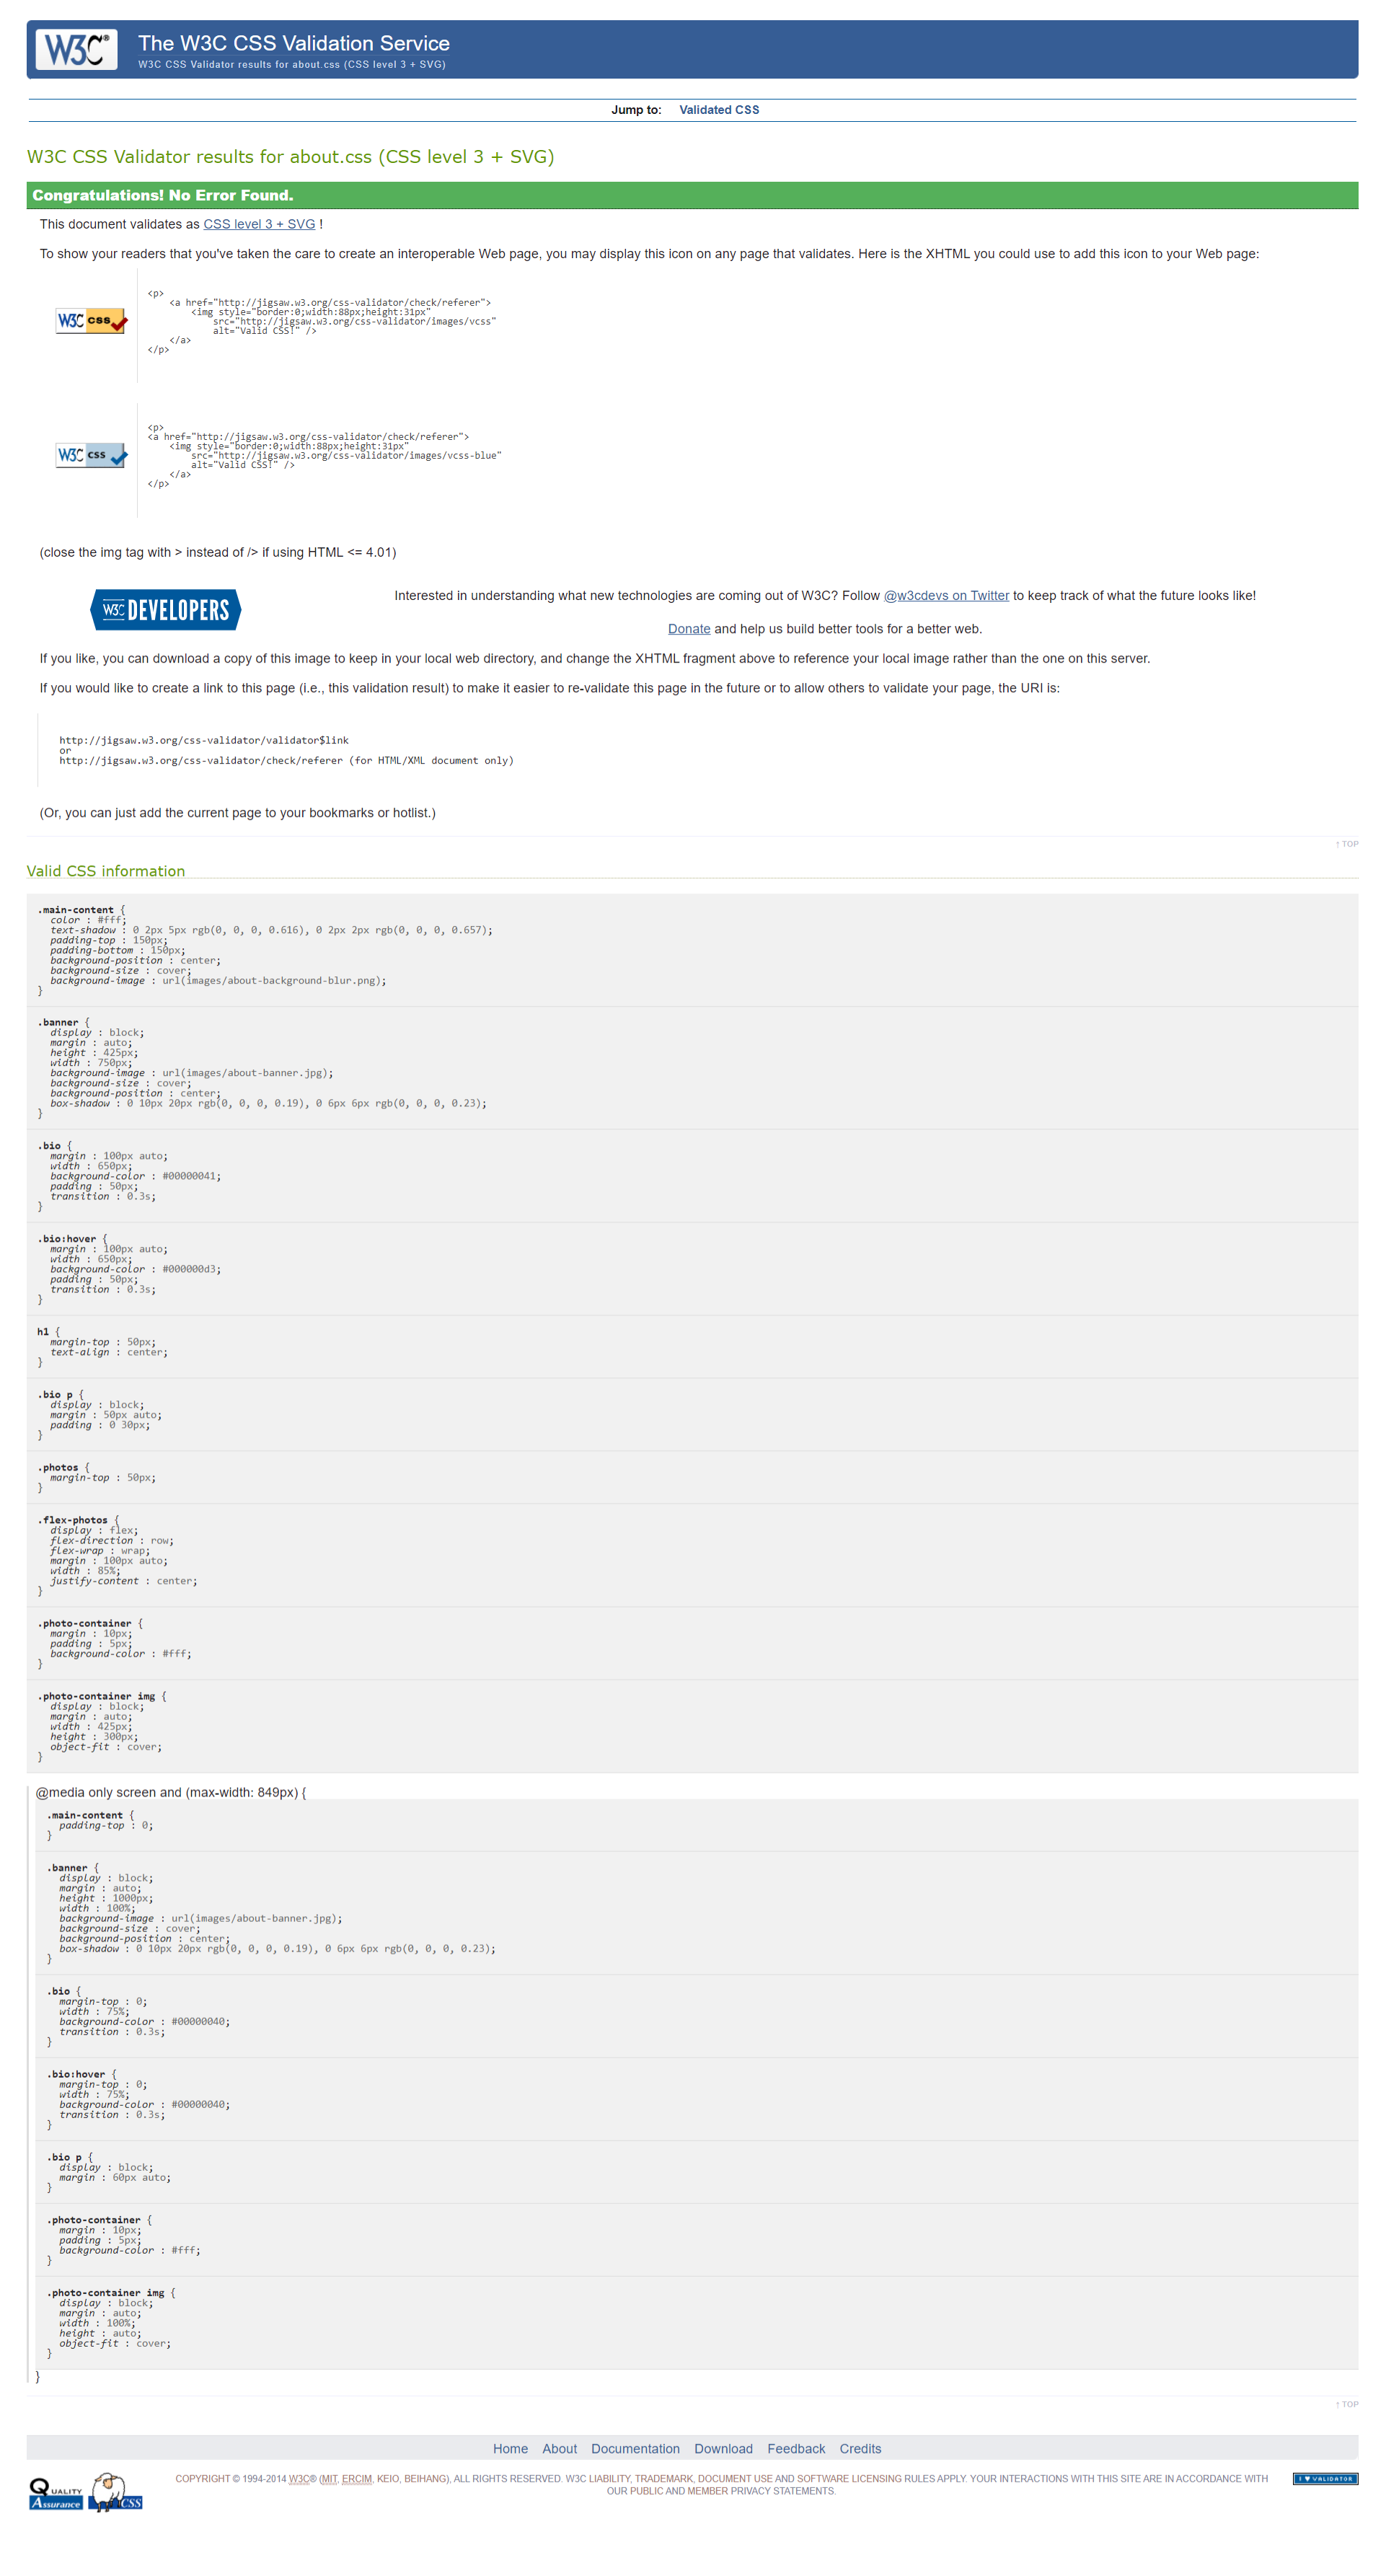 W3C®
The W3C CSS Validation Service
W3C CSS Validator results for about.css (CSS level 3 + SVG)
Jump to: Validated CSS
W3C CSS Validator results for about.css (CSS level 3 + SVG)
Congratulations! No Error Found.
This document validates as CSS level 3 + SVG !
To show your readers that you've taken the care to create an interoperable Web page, you may display this icon on any page that validates. Here is the XHTML you could use to add this icon to your Web page:
W3C css
<p>
<a href="http://jigsaw.w3.org/css-validator/check/referer">
<img style="border:0;width:88px;height:31px"
src="http://jigsaw.w3.org/css-validator/images/vcss"
alt="Valid CSS!" />
</a>
</p>
W3C css
<p>
<a href="http://jigsaw.w3.org/css-validator/check/referer">
<img style="border:0;width:88px;height:31px"
src="http://jigsaw.w3.org/css-validator/images/vcss-blue"
alt="Valid CSS!" />
</a>
</p>
(close the img tag with > instead of /> if using HTML <= 4.01)
W3C DEVELOPERS
Interested in understanding what new technologies are coming out of W3C? Follow @w3cdevs on Twitter to keep track of what the future looks like!
Donate and help us build better tools for a better web.
If you like, you can download a copy of this image to keep in your local web directory, and change the XHTML fragment above to reference your local image rather than the one on this server.
If you would like to create a link to this page (i.e., this validation result) to make it easier to re-validate this page in the future or to allow others to validate your page, the URI is:
http://jigsaw.w3.org/css-validator/validator$link
or
http://jigsaw.w3.org/css-validator/check/referer (for HTML/XML document only)
(Or, you can just add the current page to your bookmarks or hotlist.)
↑ TOP
Valid CSS information
.main-content {
color : #fff;
text-shadow : 0 2px 5px rgb(0, 0, 0, 0.616), 0 2px 2px rgb(0, 0, 0, 0.657);
padding-top : 150px;
padding-bottom : 150px;
background-position : center;
background-size : cover;
background-image : url(images/about-background-blur.png);
}
.banner {
display : block;
margin : auto;
height : 425px;
width : 750px;
background-image : url(images/about-banner.jpg);
background-size : cover;
background-position : center;
box-shadow : 0 10px 20px rgb(0, 0, 0, 0.19), 0 6px 6px rgb(0, 0, 0, 0.23);
}
.bio {
margin : 100px auto;
width : 650px;
background-color : #00000041;
padding : 50px;
transition : 0.3s;
}
.bio:hover {
margin : 100px auto;
width : 650px;
background-color : #000000d3;
padding : 50px;
transition : 0.3s;
}
h1 {
margin-top : 50px;
text-align : center;
}
.bio p {
display : block;
margin : 50px auto;
padding : 0 30px;
}
.photos {
margin-top : 50px;
}
.flex-photos {
display : flex;
flex-direction : row;
flex-wrap : wrap;
margin : 100px auto;
width : 85%;
justify-content : center;
}
.photo-container {
margin : 10px;
padding : 5px;
background-color : #fff;
}
.photo-container img {
display : block;
margin : auto;
width : 425px;
height : 300px;
object-fit : cover;
}
@media only screen and (max-width: 849px) {
.main-content {
padding-top : 0;
}
.banner {
display : block;
margin : auto;
height : 1000px;
width : 100%;
background-image : url(images/about-banner.jpg);
background-size : cover;
background-position : center;
box-shadow : 0 10px 20px rgb(0, 0, 0, 0.19), 0 6px 6px rgb(0, 0, 0, 0.23);
}
.bio {
margin-top : 0;
width : 75%;
background-color : #00000040;
transition : 0.3s;
}
.bio:hover {
margin-top : 0;
width : 75%;
background-color : #00000040;
transition : 0.3s;
}
.bio p {
display : block;
margin : 60px auto;
}
.photo-container {
margin : 10px;
padding : 5px;
background-color : #fff;
}
.photo-container img {
display : block;
margin : auto;
width : 100%;
height : auto;
object-fit : cover;
}
}
↑ TOP
Home About Documentation Download Feedback Credits
QUALITY
Assurance
CSS
COPYRIGHT © 1994-2014 W3C® (MIT, ERCIM, KEIO, BEIHANG), ALL RIGHTS RESERVED. W3C LIABILITY, TRADEMARK, DOCUMENT USE AND SOFTWARE LICENSING RULES APPLY. YOUR INTERACTIONS WITH THIS SITE ARE IN ACCORDANCE WITH
OUR PUBLIC AND MEMBER PRIVACY STATEMENTS.
I ♥ VALIDATOR